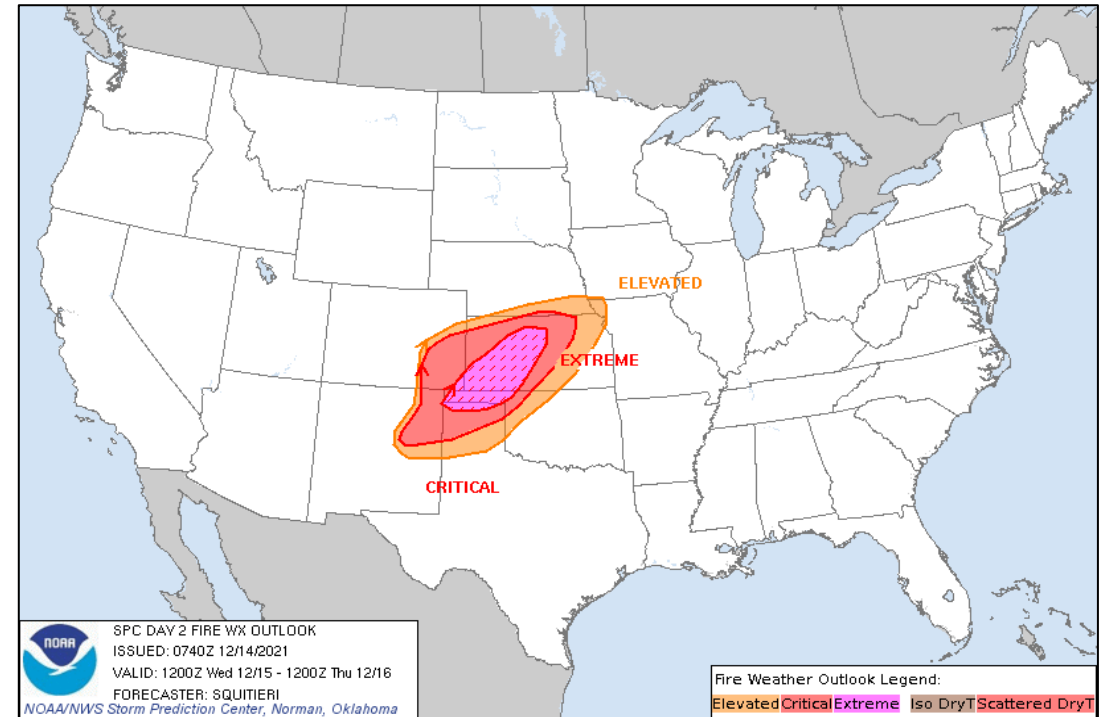 ELEVATED
EXTREME
CRITICAL
NOAA
SPC DAY 2 FIRE WX OUTLOOK
ISSUED: 0740Z 12/14/2021
VALID: 1200Z Wed 12/15 - 1200Z Thu 12/16
FORECASTER: SQUITIERI
NOAA/NWS Storm Prediction Center, Norman, Oklahoma
Fire Weather Outlook Legend:
Elevated Critical Extreme Iso DryT Scattered DryT